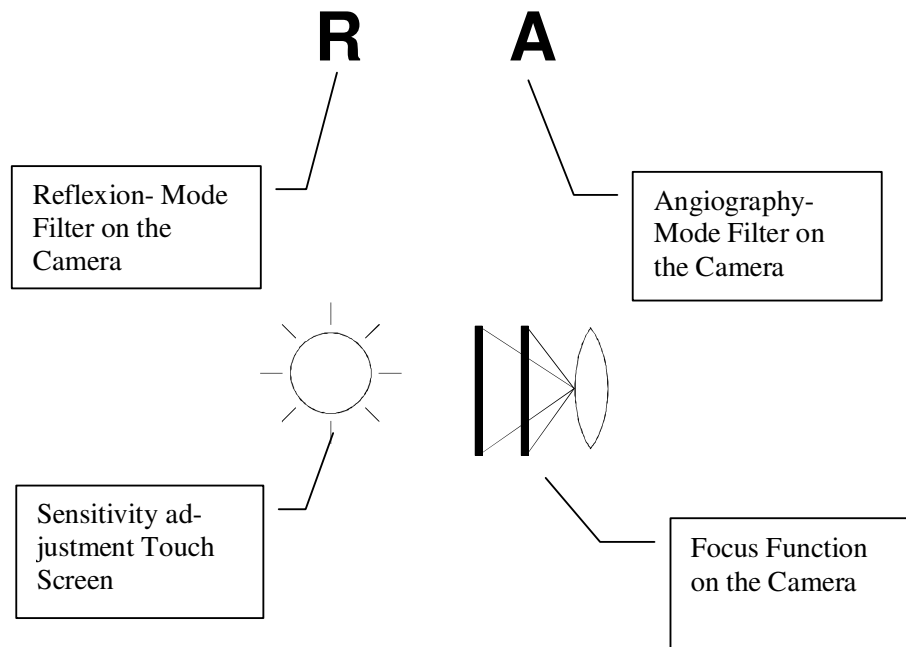 R A
Reflexion- Mode
Filter on the
Camera
Angiography-
Mode Filter on
the Camera
Sensitivity ad-
justment Touch
Screen
Focus Function
on the Camera